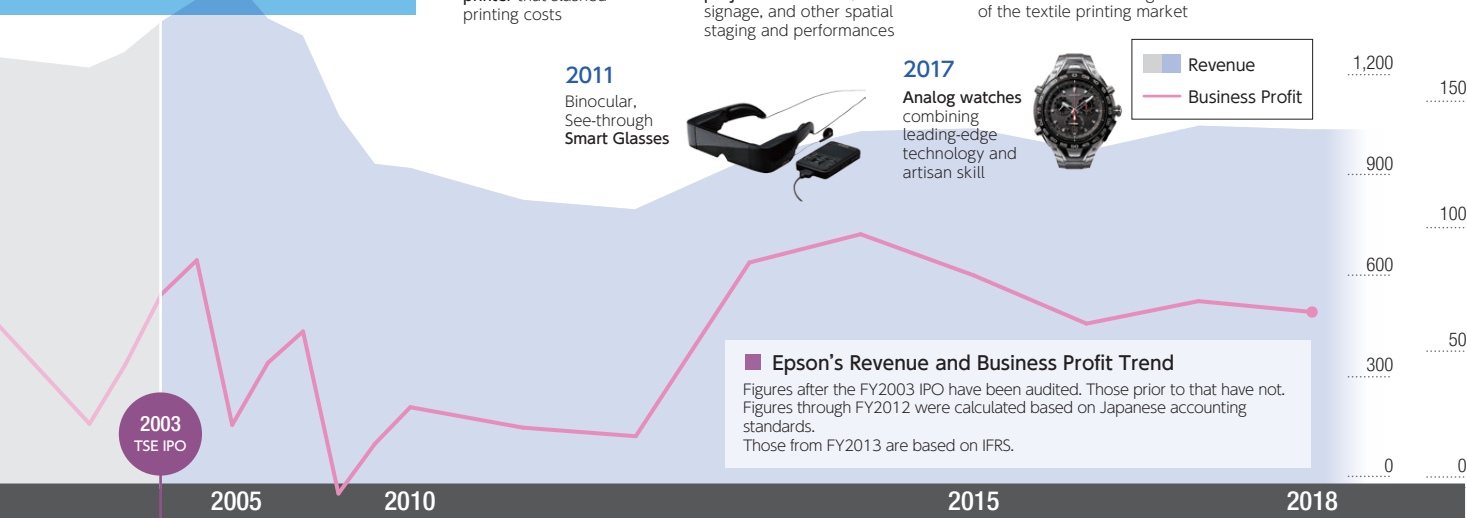 printer that slashed
printing costs
signage, and other spatial
staging and performances
of the textile printing market
2011
Binocular,
See-through
Smart Glasses
2017
Analog watches
combining
leading-edge
technology and
artisan skill
Revenue
Business Profit
1,200
900
600
300
0
150
100
50
0
Epson’s Revenue and Business Profit Trend
Figures after the FY2003 IPO have been audited. Those prior to that have not.
Figures through FY2012 were calculated based on Japanese accounting
standards.
Those from FY2013 are based on IFRS.
2003
TSE IPO
2005
2010
2015
2018